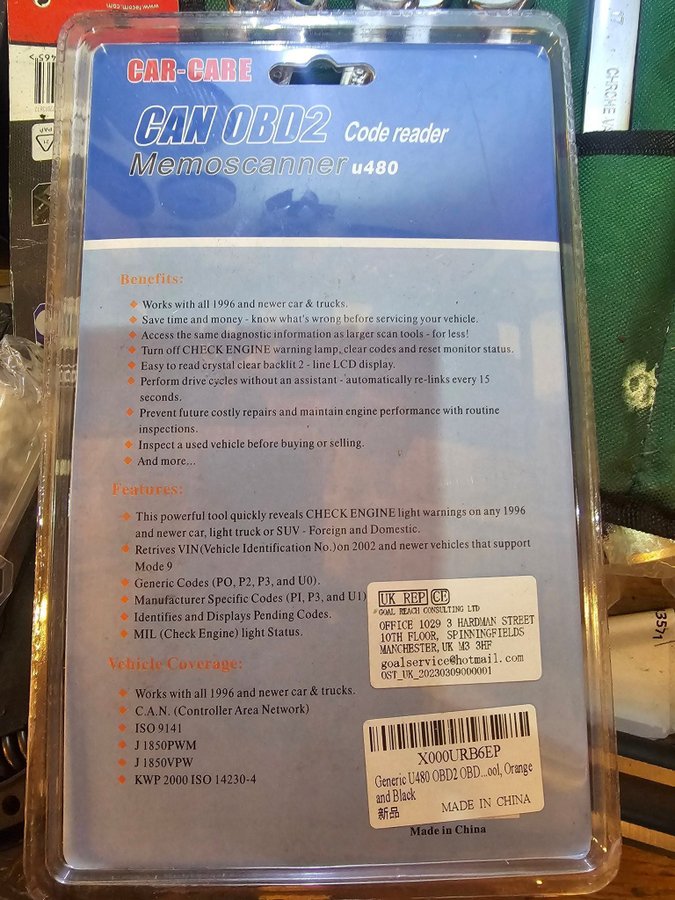 fecom.com
465
PAP
CHROME V
CAR-CARE
CAN OBD2 Code reader
Memoscanner u480
Benefits:
Works with all 1996 and newer car & trucks.
Save time and money - know what's wrong before servicing your vehicle.
Access the same diagnostic information as larger scan tools - for less!
Turn off CHECK ENGINE warning lamp, clear codes and reset monitor status.
Easy to read crystal clear backlit 2 - line LCD display.
Perform drive cycles without an assistant - automatically re-links every 15
seconds.
Prevent future costly repairs and maintain engine performance with routine
inspections.
Inspect a used vehicle before buying or selling.
And more...
Features:
This powerful tool quickly reveals CHECK ENGINE light warnings on any 1996
and newer car, light truck or SUV - Foreign and Domestic.
Retrives VIN(Vehicle Identification No.)on 2002 and newer vehicles that support
Mode 9
Generic Codes (PO, P2, P3, and U0).
Manufacturer Specific Codes (PI, P3, and U1)
Identifies and Displays Pending Codes.
MIL (Check Engine) light Status.
UK REP CE
GOAL REACH CONSULTING LTD
OFFICE 1029 3 HARDMAN STREET
10TH FLOOR, SPINNINGFIELDS
MANCHESTER, UK M3 3HF
goalservice@hotmail.com
OST_UK_20230309000001
Vehicle Coverage:
Works with all 1996 and newer car & trucks.
C.A.N. (Controller Area Network)
ISO 9141
J 1850PWM
J 1850VPW
KWP 2000 ISO 14230-4
X000URB6EP
Generic U480 OBD2 OBD...ool, Orange
and Black
新品 MADE IN CHINA
Made in China
3571